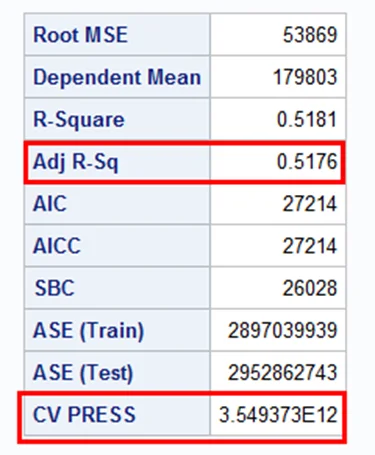 Root MSE 53869
Dependent Mean 179803
R-Square 0.5181
Adj R-Sq 0.5176
AIC 27214
AICC 27214
SBC 26028
ASE (Train) 2897039939
ASE (Test) 2952862743
CV PRESS 3.549373E12